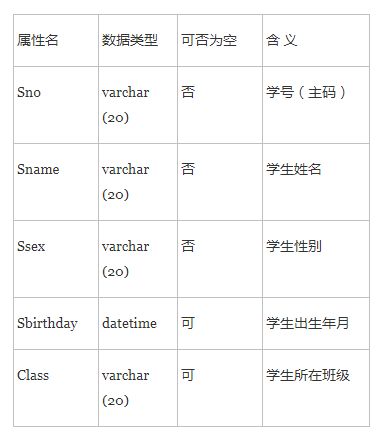 属性名 数据类型 可否为空 含 义
Sno varchar 否 学号（主码）
(20)
Sname varchar 否 学生姓名
(20)
Ssex varchar 否 学生性别
(20)
Sbirthday datetime 可 学生出生年月
Class varchar 可 学生所在班级
(20)